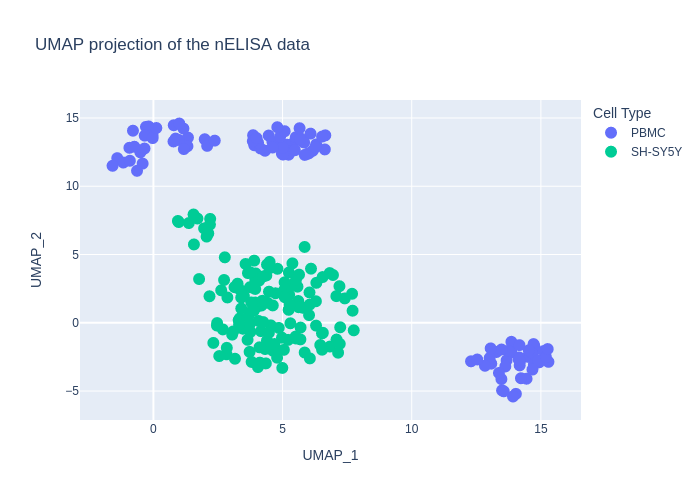 UMAP projection of the nELISA data
Cell Type
PBMC
SH-SY5Y
15
10
5
0
−5
UMAP_2
0
5
10
15
UMAP_1